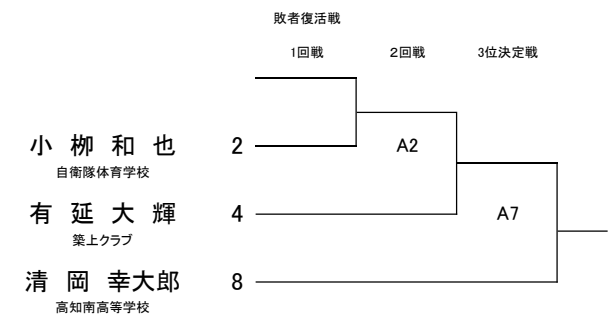 敗者復活戦
1回戦 2回戦 3位決定戦
小 栁 和 也 2
自衛隊体育学校
A2
有 延 大 輝 4
築上クラブ
A7
清 岡 幸大郎 8
高知南高等学校